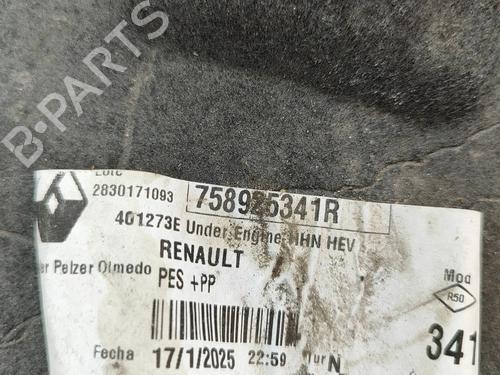 B-PARTS
Lote
2830171093 758925341R
401273E Under Engine HHN HEV
RENAULT
Pelzer Olmedo PES +PP
Mod
R50
341
Fecha 17/1/2025 22:59 Tur N